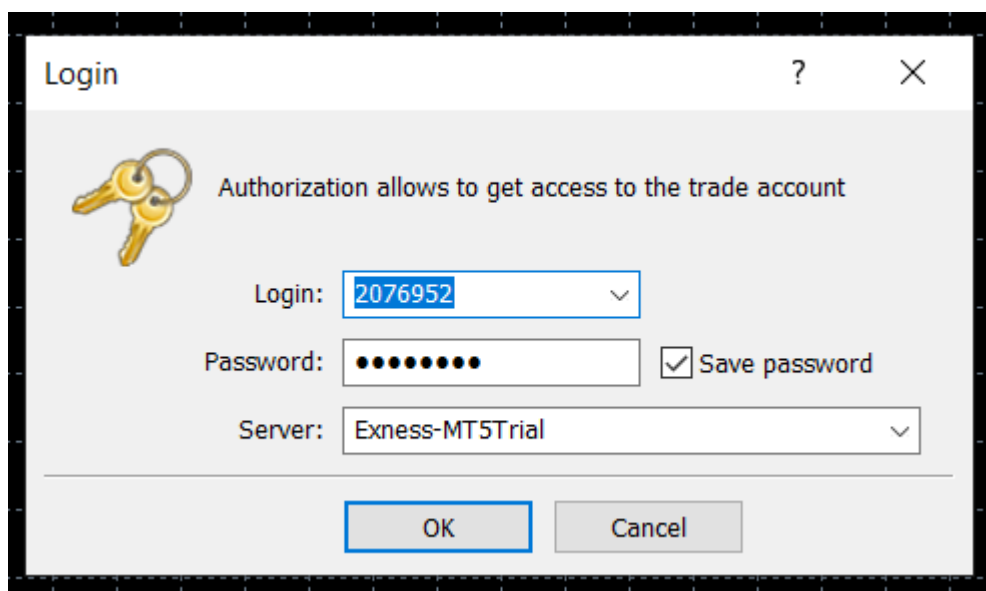 Login ?
Authorization allows to get access to the trade account
Login: 2076952
Password: ●●●●●●●● Save password
Server: Exness-MT5Trial
OK Cancel